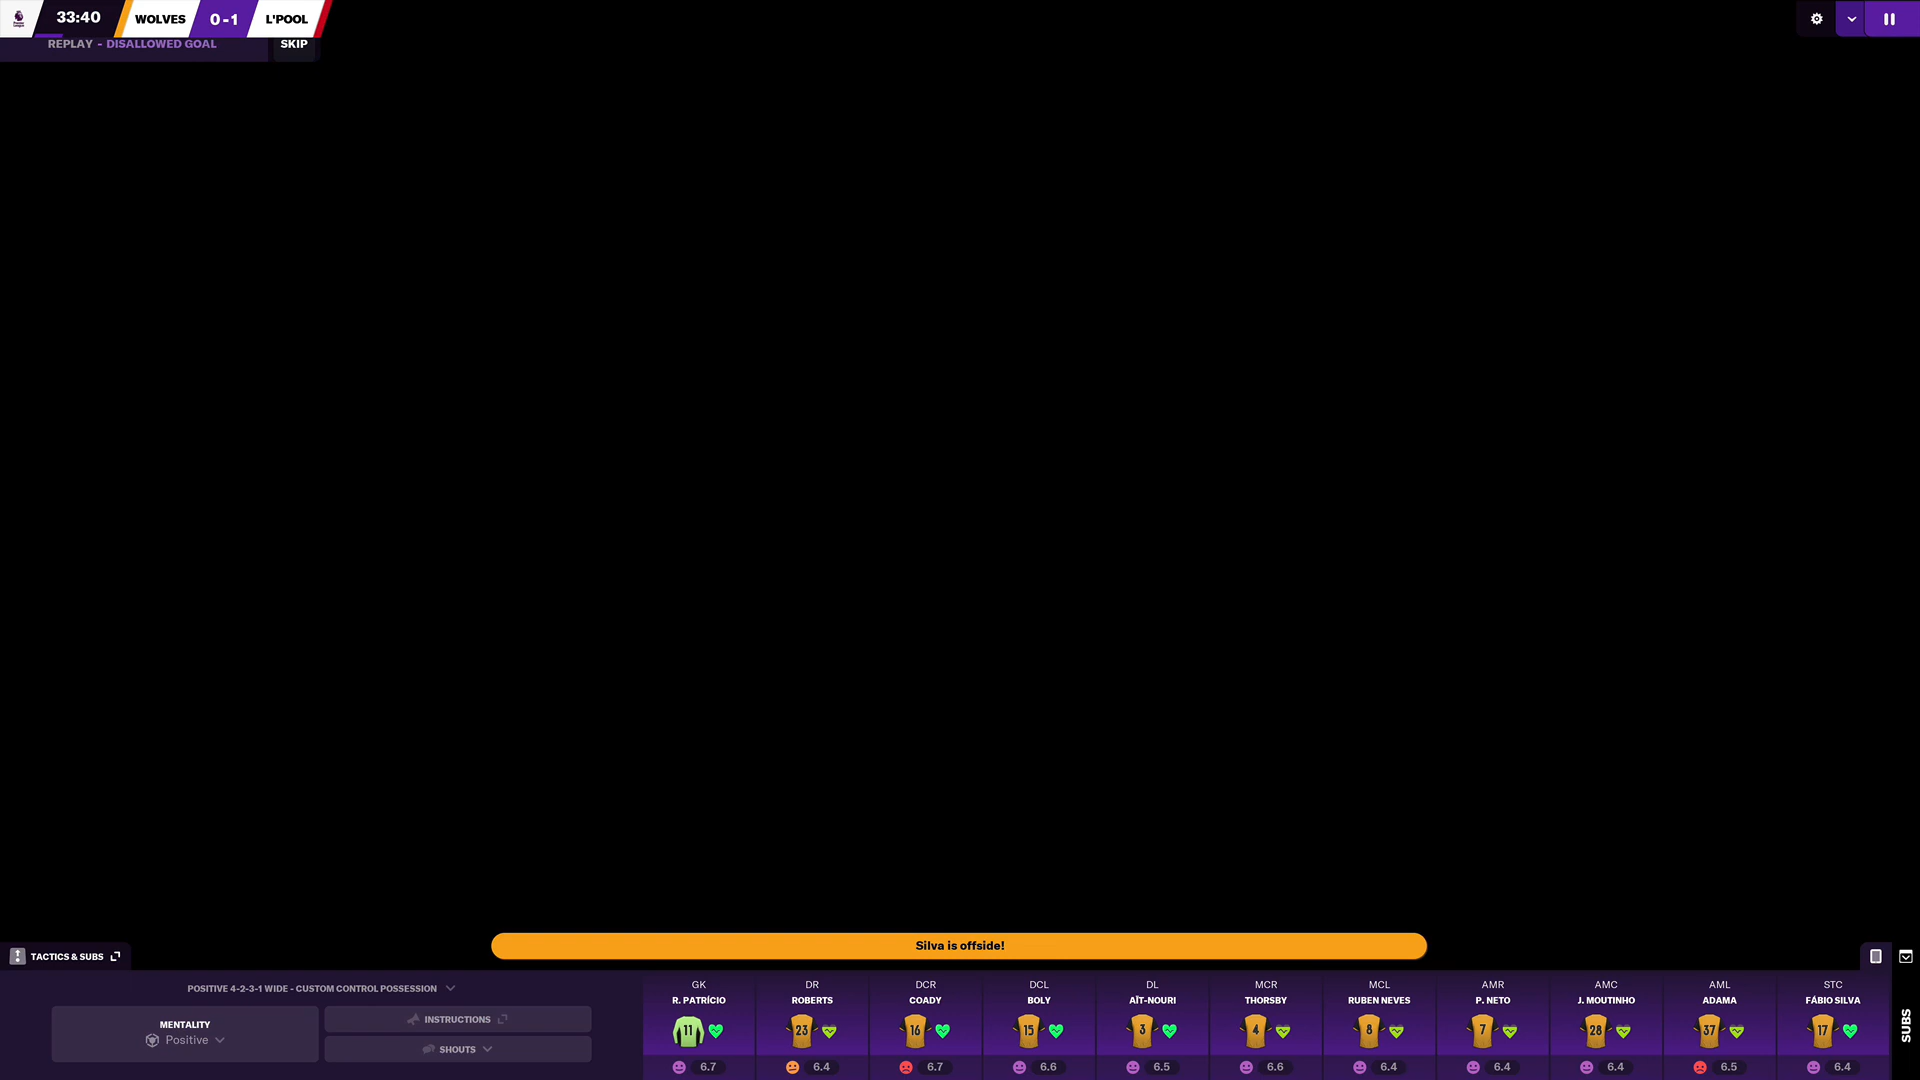 33:40 WOLVES 0 - 1 L'POOL
REPLAY - DISALLOWED GOAL SKIP
Silva is offside!
TACTICS & SUBS
POSITIVE 4-2-3-1 WIDE - CUSTOM CONTROL POSSESSION
MENTALITY
Positive
INSTRUCTIONS
SHOUTS
GK DR DCR DCL DL MCR MCL AMR AMC AML STC
R. PATRÍCIO ROBERTS COADY BOLY AÏT-NOURI THORSBY RUBEN NEVES P. NETO J. MOUTINHO ADAMA FÁBIO SILVA
11 23 16 15 3 4 8 7 28 37 17
6.7 6.4 6.7 6.6 6.5 6.6 6.4 6.4 6.4 6.5 6.4
SUBS